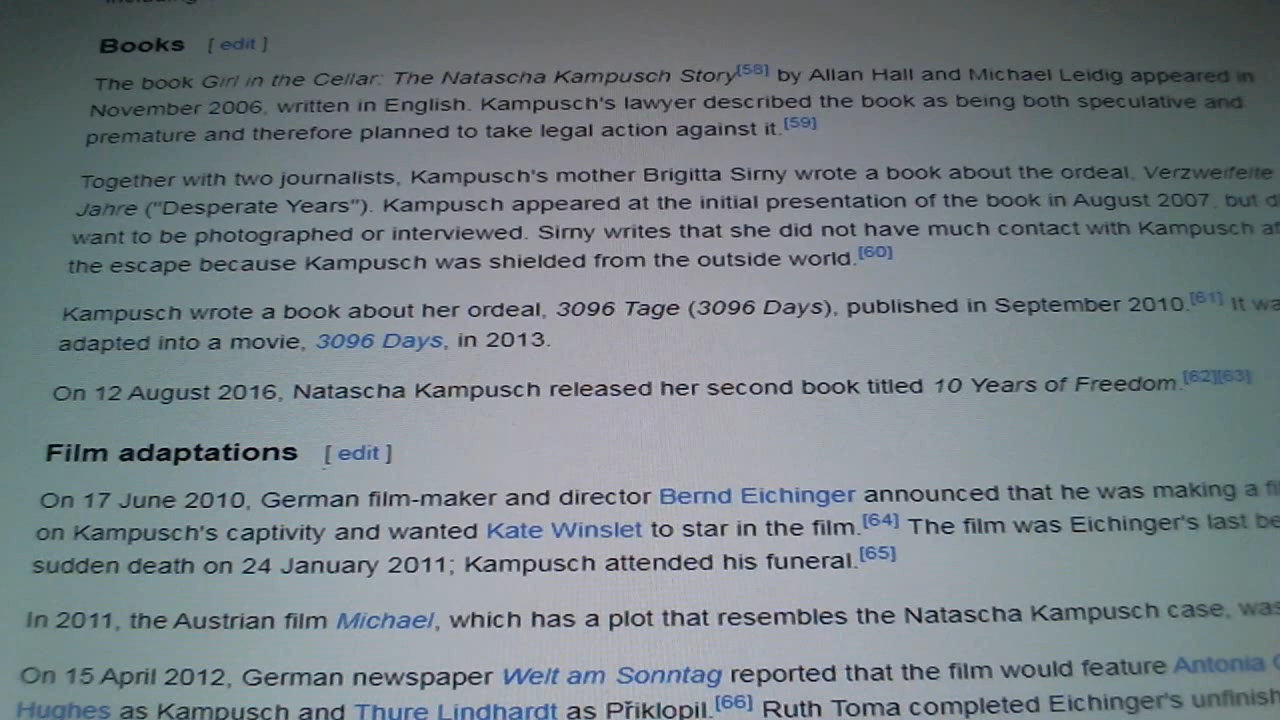 Books [ edit ]
The book Girl in the Cellar: The Natascha Kampusch Story[58] by Allan Hall and Michael Leidig appeared in
November 2006, written in English. Kampusch's lawyer described the book as being both speculative and
premature and therefore planned to take legal action against it.[59]
Together with two journalists, Kampusch's mother Brigitta Sirny wrote a book about the ordeal, Verzweifelte
Jahre ("Desperate Years"). Kampusch appeared at the initial presentation of the book in August 2007, but d
want to be photographed or interviewed. Sirny writes that she did not have much contact with Kampusch af
the escape because Kampusch was shielded from the outside world.[60]
Kampusch wrote a book about her ordeal, 3096 Tage (3096 Days), published in September 2010.[61] It wa
adapted into a movie, 3096 Days, in 2013.
On 12 August 2016, Natascha Kampusch released her second book titled 10 Years of Freedom.[62][63]
Film adaptations [ edit ]
On 17 June 2010, German film-maker and director Bernd Eichinger announced that he was making a fi
on Kampusch's captivity and wanted Kate Winslet to star in the film.[64] The film was Eichinger's last be
sudden death on 24 January 2011; Kampusch attended his funeral.[65]
In 2011, the Austrian film Michael, which has a plot that resembles the Natascha Kampusch case, was
On 15 April 2012, German newspaper Welt am Sonntag reported that the film would feature Antonia
Hughes as Kampusch and Thure Lindhardt as Přiklopil.[66] Ruth Toma completed Eichinger's unfinish